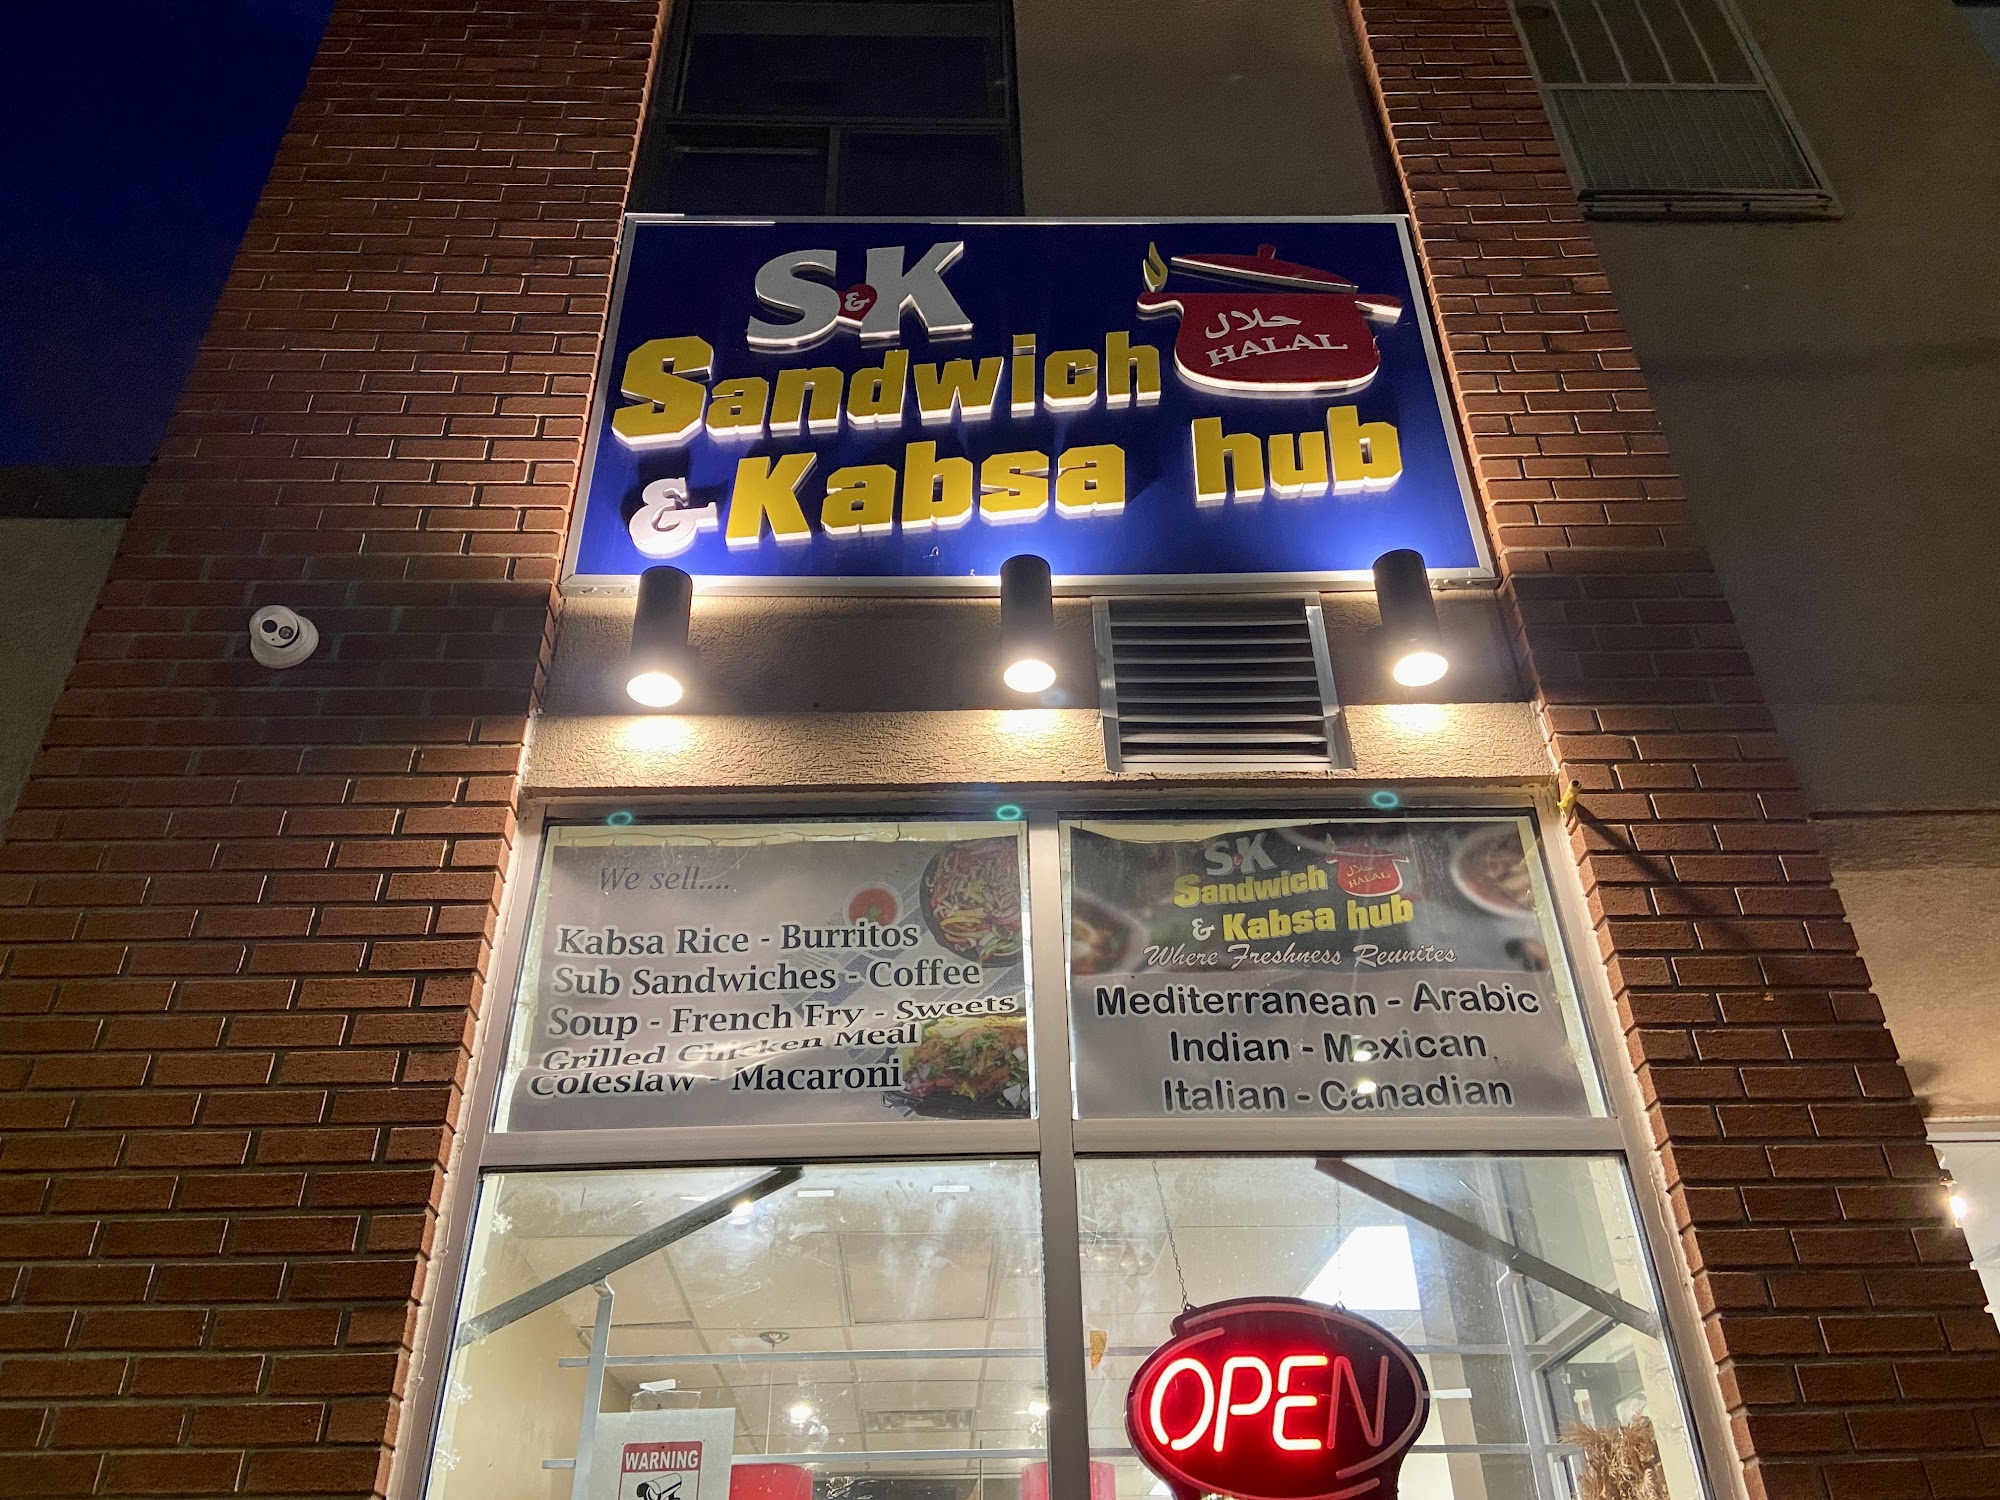 S&K
Sandwich
& Kabsa hub
حلال
HALAL
We sell....
Kabsa Rice - Burritos
Sub Sandwiches - Coffee
Soup - French Fry - Sweets
Grilled Chicken Meal
Coleslaw - Macaroni
S&K
Sandwich
& Kabsa hub
حلال
HALAL
Where Freshness Reunites
Mediterranean - Arabic
Indian - Mexican
Italian - Canadian
OPEN
WARNING